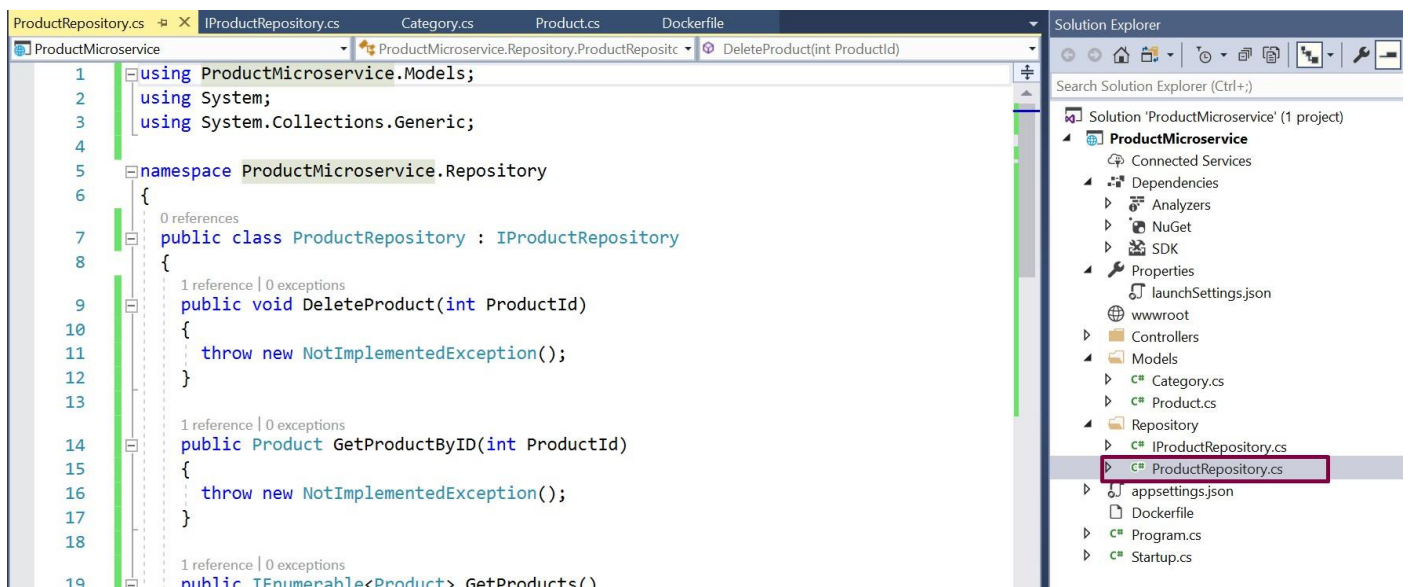 ProductRepository.cs IProductRepository.cs Category.cs Product.cs Dockerfile
ProductMicroservice ProductMicroservice.Repository.ProductRepositc DeleteProduct(int ProductId)
1 using ProductMicroservice.Models;
2 using System;
3 using System.Collections.Generic;
4
5 namespace ProductMicroservice.Repository
6 {
0 references
7 public class ProductRepository : IProductRepository
8 {
1 reference | 0 exceptions
9 public void DeleteProduct(int ProductId)
10 {
11 throw new NotImplementedException();
12 }
13
1 reference | 0 exceptions
14 public Product GetProductByID(int ProductId)
15 {
16 throw new NotImplementedException();
17 }
18
1 reference | 0 exceptions
19 public IEnumerable<Product> GetProducts()
Solution Explorer
Search Solution Explorer (Ctrl+;)
Solution 'ProductMicroservice' (1 project)
ProductMicroservice
Connected Services
Dependencies
Analyzers
NuGet
SDK
Properties
launchSettings.json
wwwroot
Controllers
Models
C# Category.cs
C# Product.cs
Repository
C# IProductRepository.cs
C# ProductRepository.cs
appsettings.json
Dockerfile
C# Program.cs
C# Startup.cs